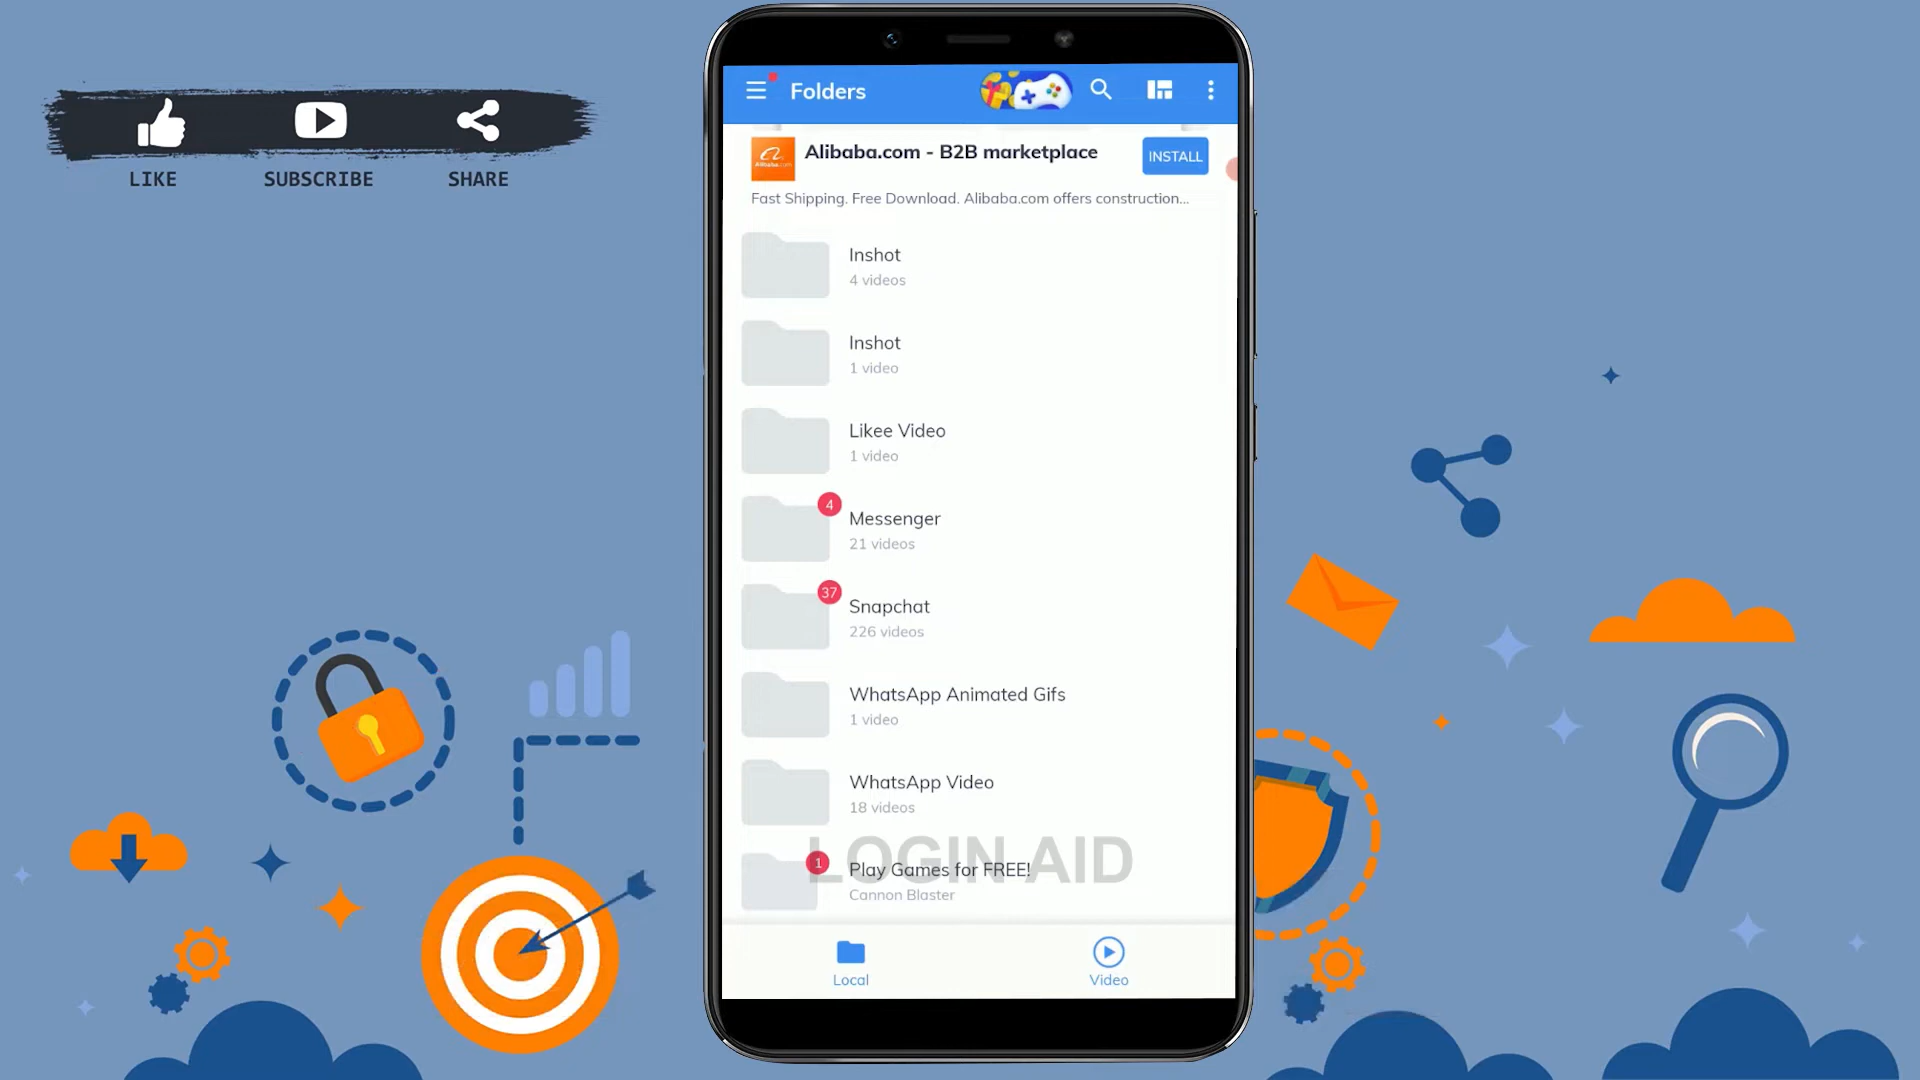 LIKE
SUBSCRIBE
SHARE
Folders
Alibaba.com
Alibaba.com - B2B marketplace
INSTALL
Fast Shipping. Free Download. Alibaba.com offers construction...
Inshot
4 videos
Inshot
1 video
Likee Video
1 video
4
Messenger
21 videos
37
Snapchat
226 videos
WhatsApp Animated Gifs
1 video
WhatsApp Video
18 videos
LOGIN AID
1
Play Games for FREE!
Cannon Blaster
Local
Video